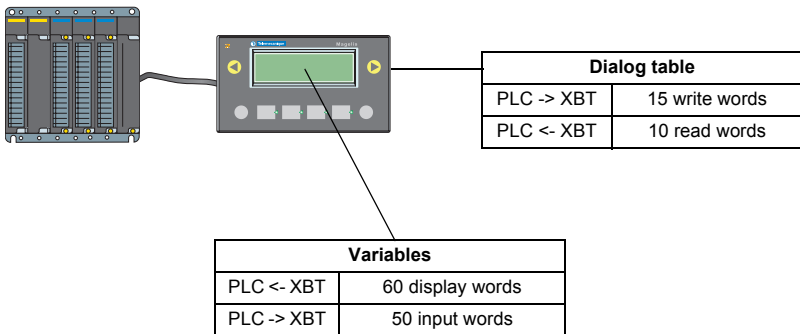 Telemecanique
Magelis
Dialog table
PLC -> XBT 15 write words
PLC <- XBT 10 read words
Variables
PLC <- XBT 60 display words
PLC -> XBT 50 input words